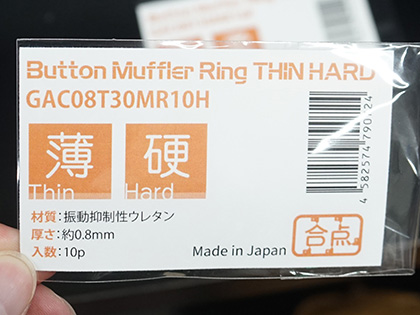 Button Muffler Ring THIN HARD
GAC08T30MR10H
薄 硬
Thin Hard
材質：振動抑制性ウレタン
厚さ：約0.8mm
入数：10p
Made in Japan
合点
4 582574 790124